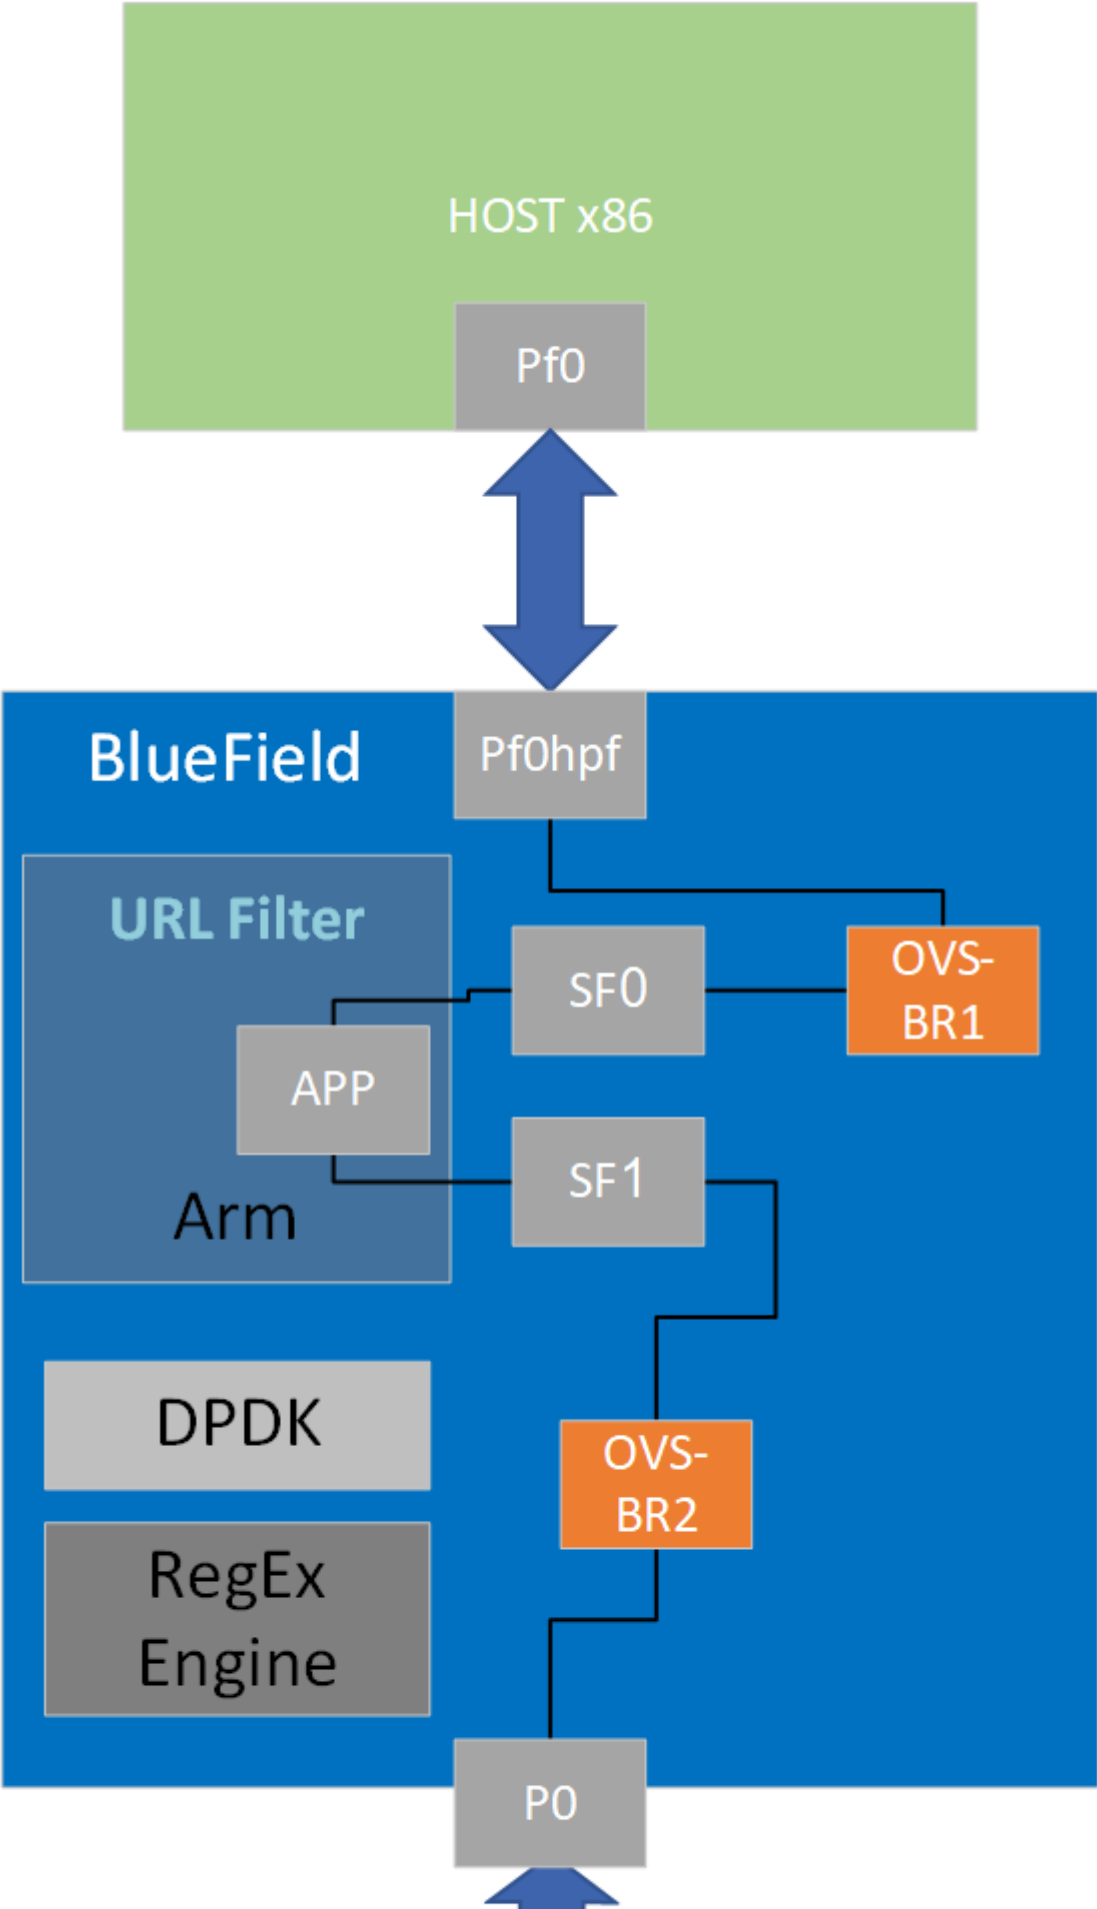 HOST x86
Pf0
BlueField
Pf0hpf
URL Filter
SF0
OVS-
BR1
APP
SF1
Arm
DPDK
OVS-
BR2
RegEx
Engine
P0